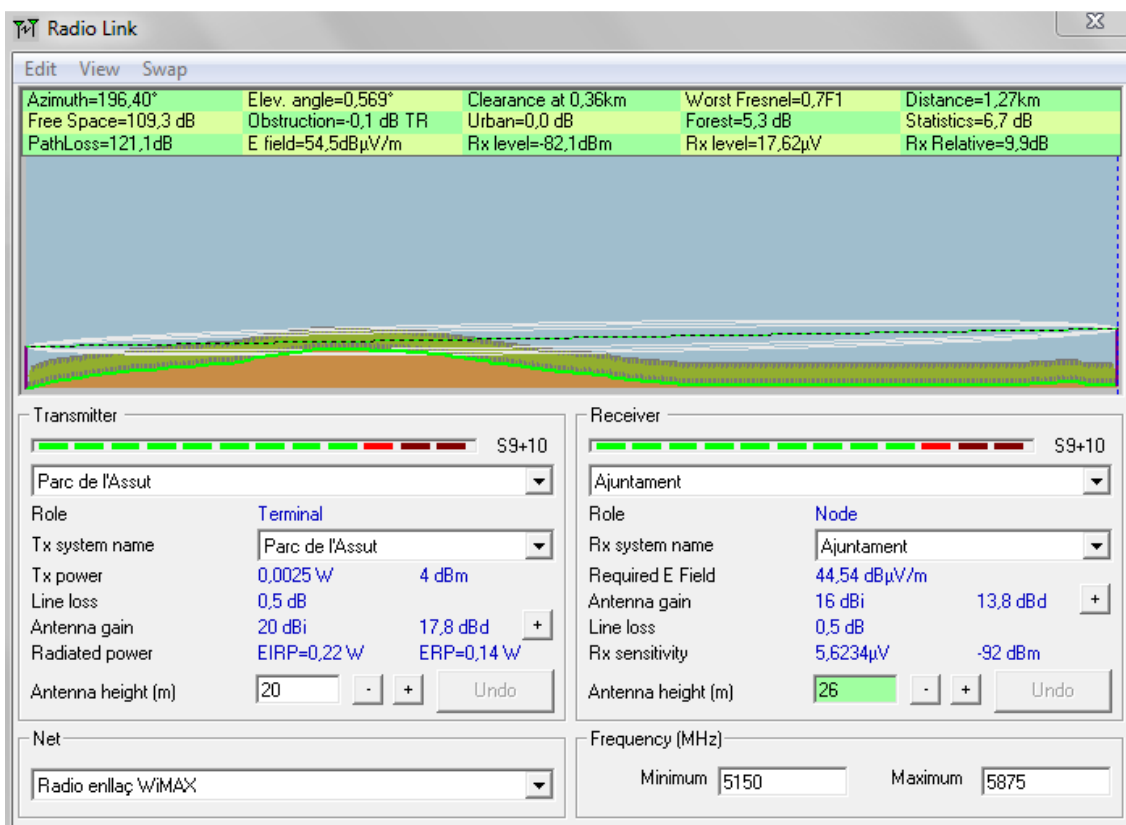 Radio Link
Edit View Swap
Azimuth=196,40° Elev. angle=0,569° Clearance at 0,36km Worst Fresnel=0,7F1 Distance=1,27km
Free Space=109,3 dB Obstruction=-0,1 dB TR Urban=0,0 dB Forest=5,3 dB Statistics=6,7 dB
PathLoss=121,1dB E field=54,5dBµV/m Rx level=-82,1dBm Rx level=17,62µV Rx Relative=9,9dB
Transmitter
S9+10
Parc de l'Assut
Role Terminal
Tx system name Parc de l'Assut
Tx power 0,0025 W 4 dBm
Line loss 0,5 dB
Antenna gain 20 dBi 17,8 dBd +
Radiated power EIRP=0,22 W ERP=0,14 W
Antenna height (m) 20 - + Undo
Receiver
S9+10
Ajuntament
Role Node
Rx system name Ajuntament
Required E Field 44,54 dBµV/m
Antenna gain 16 dBi 13,8 dBd +
Line loss 0,5 dB
Rx sensitivity 5,6234µV -92 dBm
Antenna height (m) 26 - + Undo
Net
Radio enllaç WiMAX
Frequency (MHz)
Minimum 5150 Maximum 5875